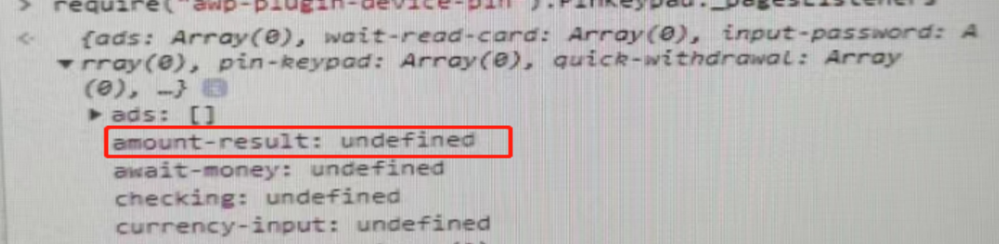 > require("awp-plugin-device-pin").PinKeypad._pagesListeners
{ads: Array(0), wait-read-card: Array(0), input-password: A
▼rray(0), pin-keypad: Array(0), quick-withdrawal: Array
(0), …}
▶ ads: []
amount-result: undefined
await-money: undefined
checking: undefined
currency-input: undefined